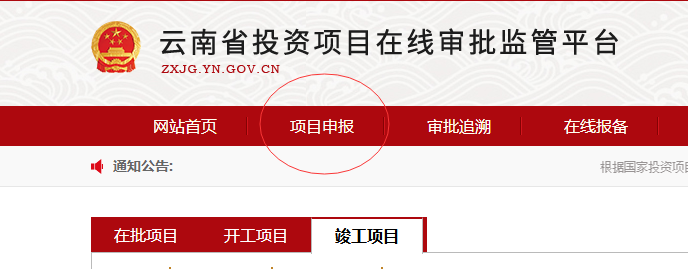 云南省投资项目在线审批监管平台
ZXJG.YN.GOV.CN
网站首页 项目申报 审批追溯 在线报备
通知公告: 根据国家投资项目
在批项目 开工项目 竣工项目